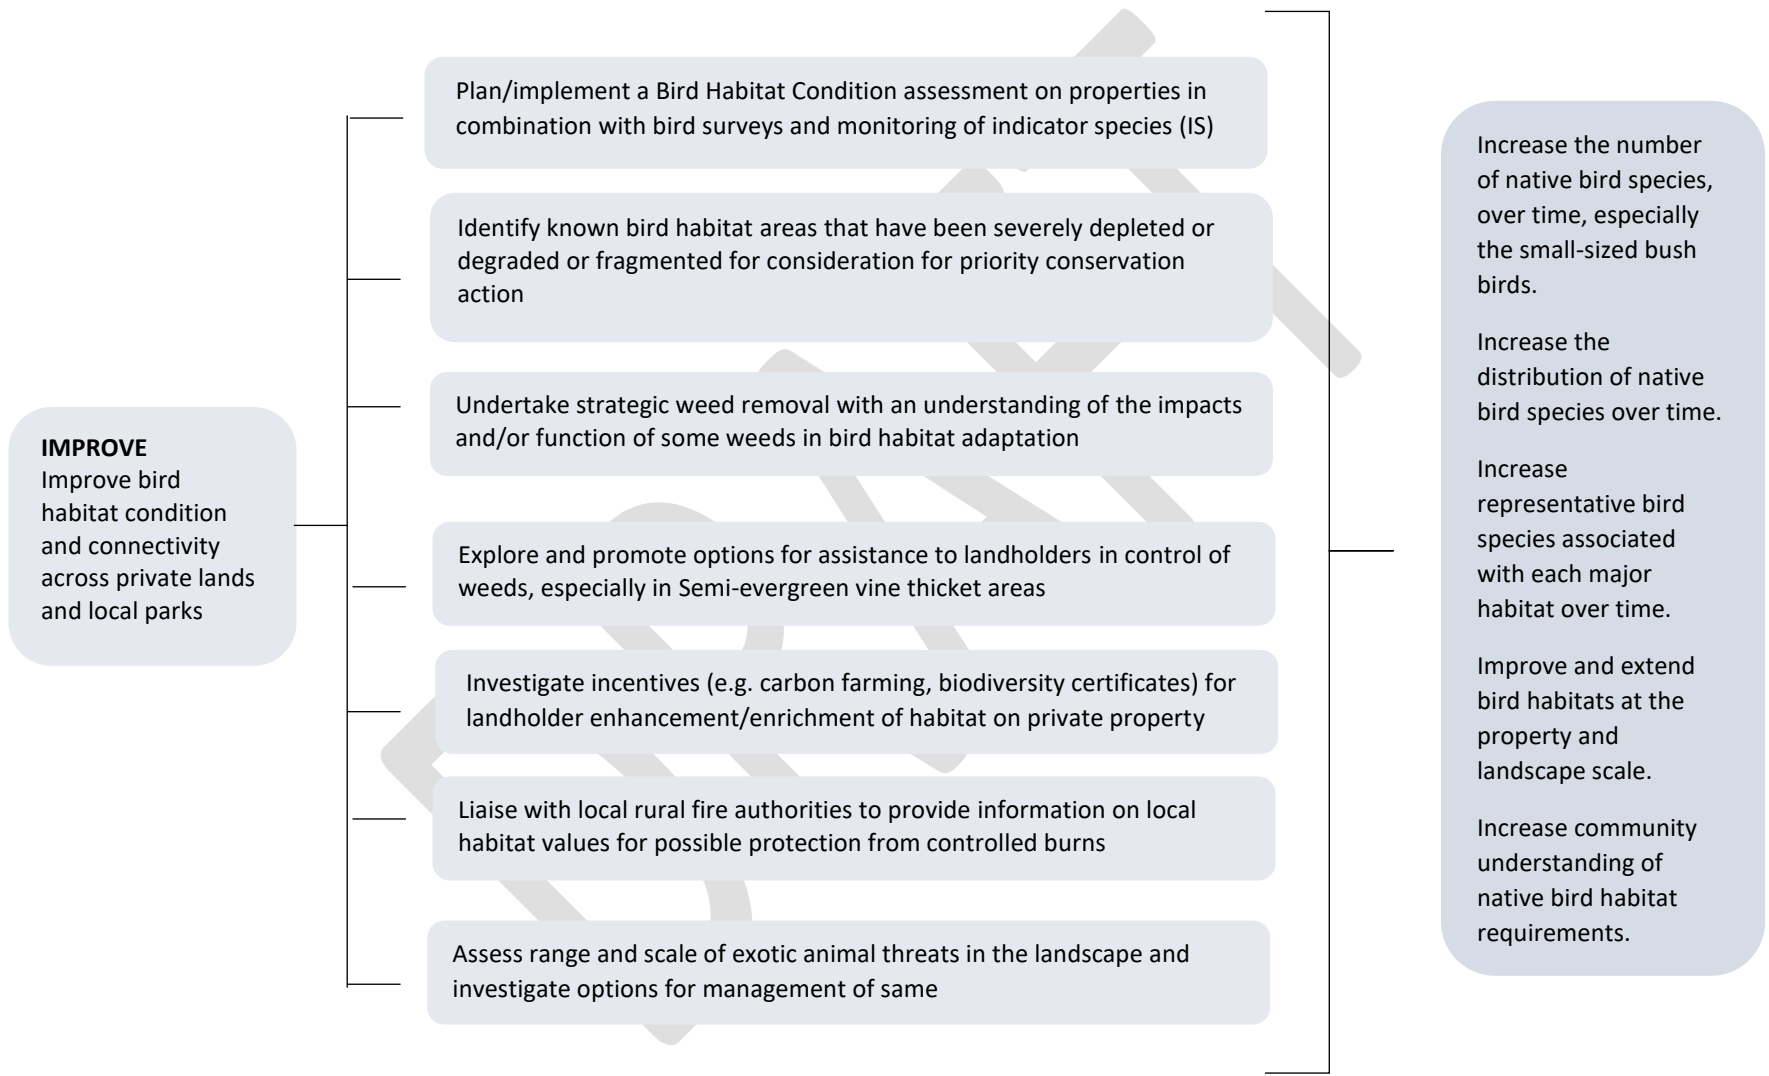 IMPROVE
Improve bird
habitat condition
and connectivity
across private lands
and local parks
Plan/implement a Bird Habitat Condition assessment on properties in
combination with bird surveys and monitoring of indicator species (IS)
Identify known bird habitat areas that have been severely depleted or
degraded or fragmented for consideration for priority conservation
action
Undertake strategic weed removal with an understanding of the impacts
and/or function of some weeds in bird habitat adaptation
Explore and promote options for assistance to landholders in control of
weeds, especially in Semi-evergreen vine thicket areas
Investigate incentives (e.g. carbon farming, biodiversity certificates) for
landholder enhancement/enrichment of habitat on private property
Liaise with local rural fire authorities to provide information on local
habitat values for possible protection from controlled burns
Assess range and scale of exotic animal threats in the landscape and
investigate options for management of same
Increase the number
of native bird species,
over time, especially
the small-sized bush
birds.
Increase the
distribution of native
bird species over time.
Increase
representative bird
species associated
with each major
habitat over time.
Improve and extend
bird habitats at the
property and
landscape scale.
Increase community
understanding of
native bird habitat
requirements.
DRAFT